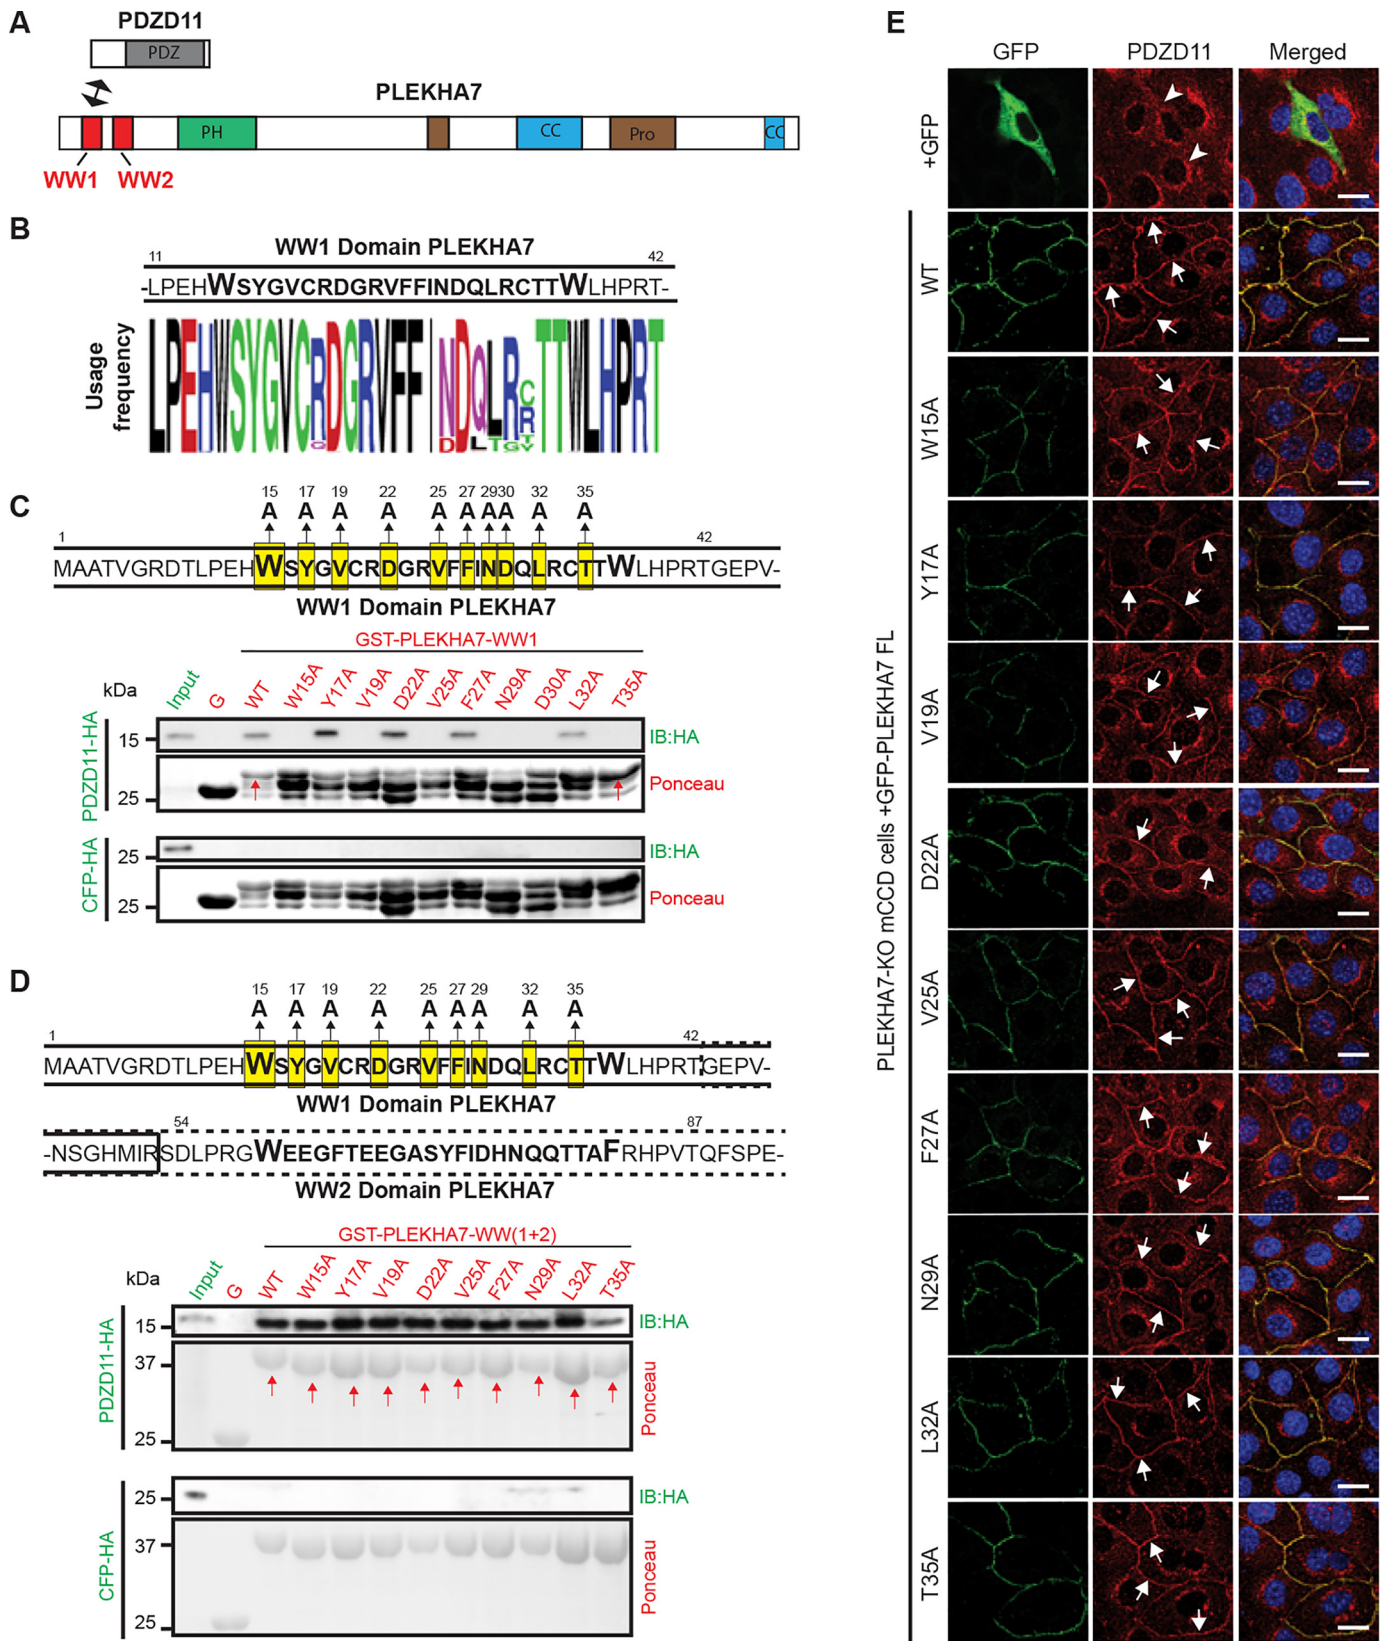 A
PDZD11
PDZ
PLEKHA7
PH
CC
Pro
CC
WW1
WW2
B
WW1 Domain PLEKHA7
11 42
-LPEHWSYGVCRDGRVFFINDQLRCTTWLHPRT-
Usage
frequency
LPEHWSYGVCRDGRVFFINDQLRCTTWLHPRT
Q D L T G R T V
C
15 17 19 22 25 27 29 30 32 35
A A A A A A A A A A
1 42
MAATVGRDTLPEHWSYGVCRDGRVFFINDQLRCTTWLHPRTGEPV-
WW1 Domain PLEKHA7
GST-PLEKHA7-WW1
kDa
Input G WT W15A Y17A V19A D22A V25A F27A N29A D30A L32A T35A
PDZD11-HA
15
IB:HA
25
Ponceau
CFP-HA
25
IB:HA
25
Ponceau
D
15 17 19 22 25 27 29 32 35
A A A A A A A A A
1 42
MAATVGRDTLPEHWSYGVCRDGRVFFINDQLRCTTWLHPRTGEPV-
WW1 Domain PLEKHA7
54 87
-NSGHMIRSDLPRGWEEGFTEEGASYFIDHNQQTTAFRHPVTQFSPE-
WW2 Domain PLEKHA7
GST-PLEKHA7-WW(1+2)
kDa
Input G WT W15A Y17A V19A D22A V25A F27A N29A L32A T35A
PDZD11-HA
15
IB:HA
37
25
Ponceau
CFP-HA
25
IB:HA
37
25
Ponceau
E
GFP PDZD11 Merged
+GFP
PLEKHA7-KO mCCD cells +GFP-PLEKHA7 FL
WT
W15A
Y17A
V19A
D22A
V25A
F27A
N29A
L32A
T35A